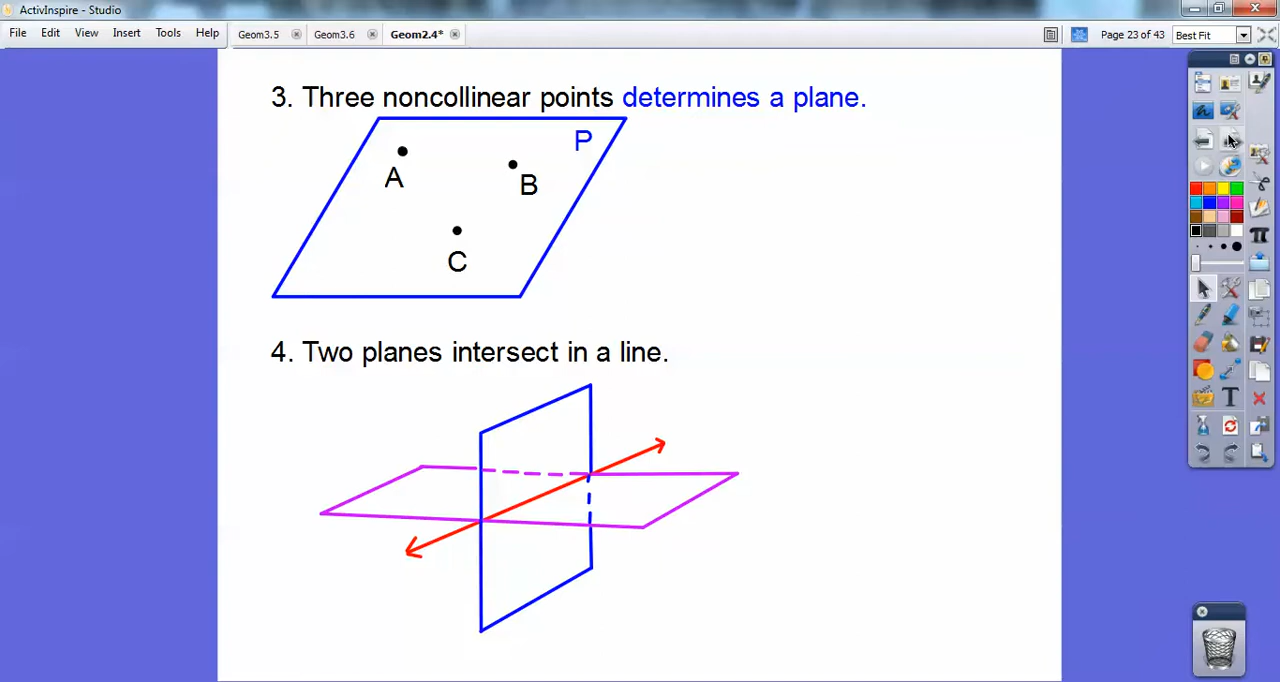 ActivInspire - Studio
File Edit View Insert Tools Help
Geom3.5 Geom3.6 Geom2.4* Page 23 of 43 Best Fit
3. Three noncollinear points determines a plane.
P
A
B
C
4. Two planes intersect in a line.